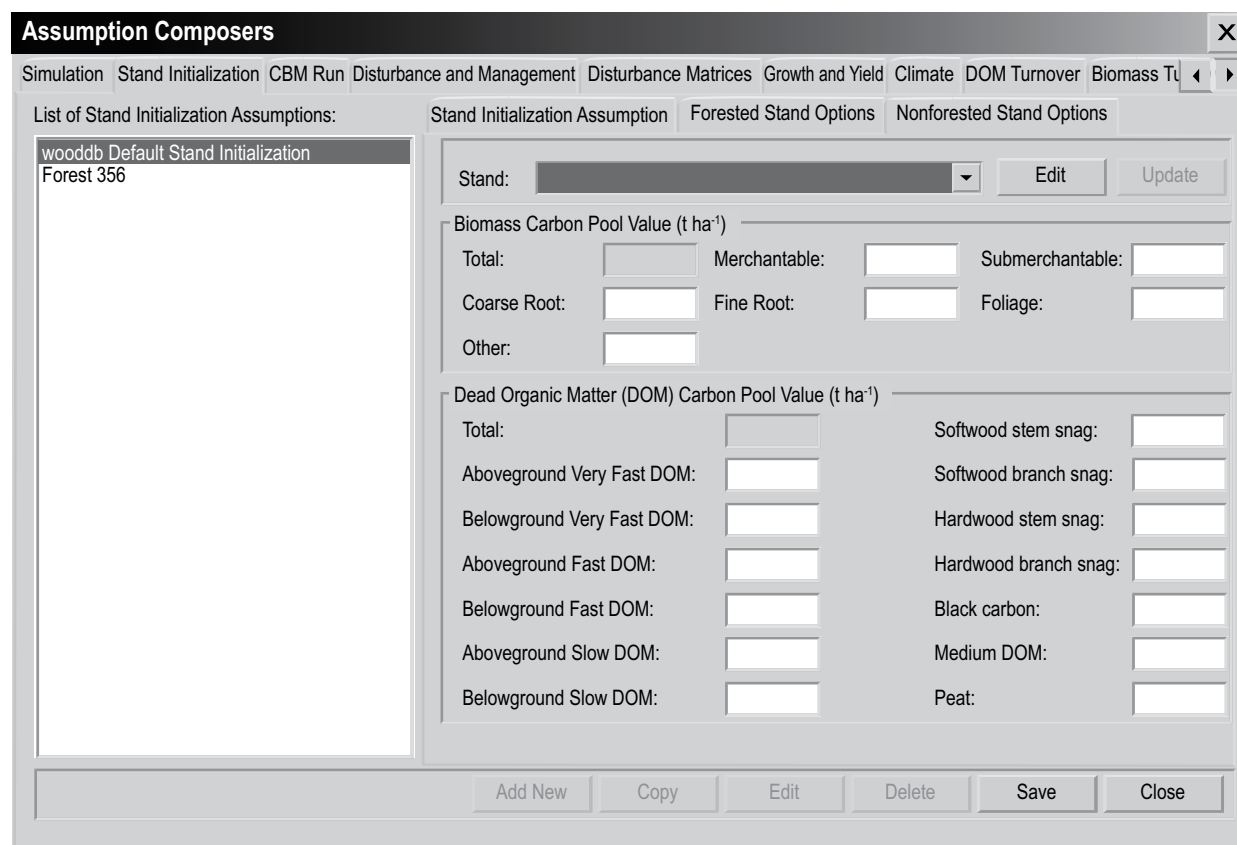 Assumption Composers
X
Simulation Stand Initialization CBM Run Disturbance and Management Disturbance Matrices Growth and Yield Climate DOM Turnover Biomass Tu
List of Stand Initialization Assumptions:
wooddb Default Stand Initialization
Forest 356
Stand Initialization Assumption Forested Stand Options Nonforested Stand Options
Stand: Edit Update
Biomass Carbon Pool Value (t ha-1)
Total: Merchantable: Submerchantable:
Coarse Root: Fine Root: Foliage:
Other:
Dead Organic Matter (DOM) Carbon Pool Value (t ha-1)
Total: Softwood stem snag:
Aboveground Very Fast DOM: Softwood branch snag:
Belowground Very Fast DOM: Hardwood stem snag:
Aboveground Fast DOM: Hardwood branch snag:
Belowground Fast DOM: Black carbon:
Aboveground Slow DOM: Medium DOM:
Belowground Slow DOM: Peat:
Add New Copy Edit Delete Save Close